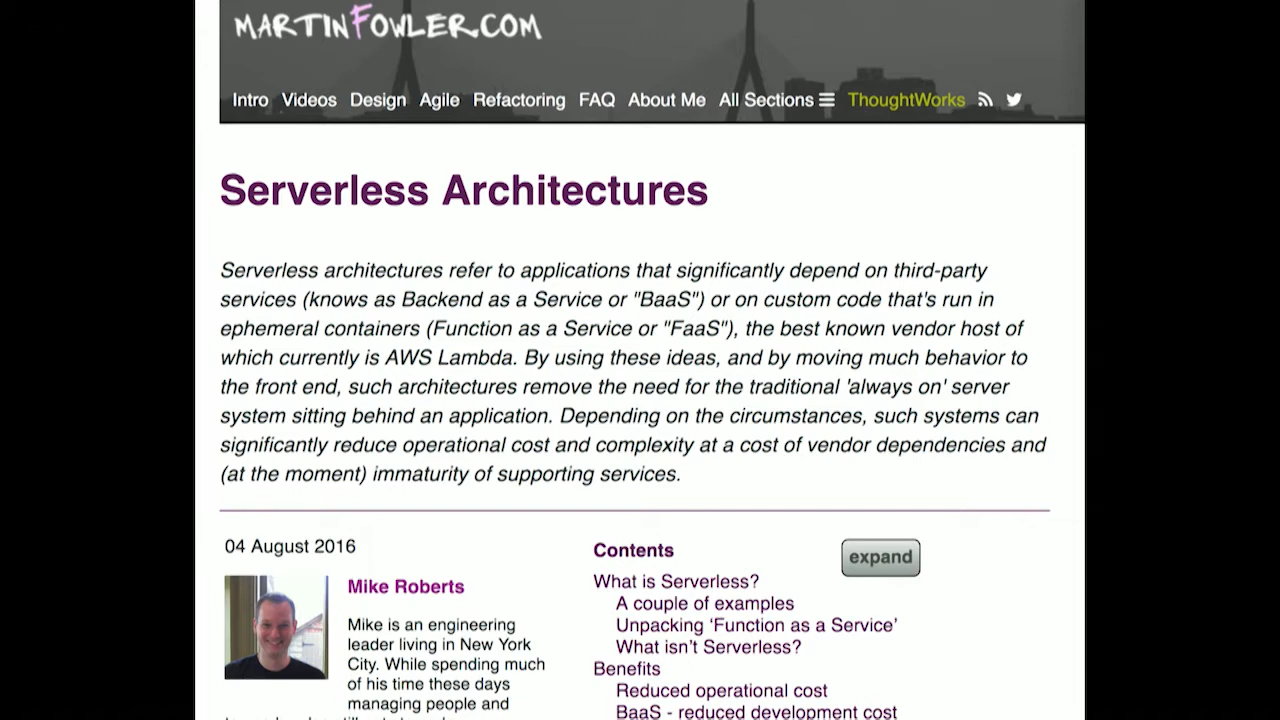 MARTINFOWLER.COM
Intro Videos Design Agile Refactoring FAQ About Me All Sections ThoughtWorks
Serverless Architectures
Serverless architectures refer to applications that significantly depend on third-party
services (knows as Backend as a Service or "BaaS") or on custom code that's run in
ephemeral containers (Function as a Service or "FaaS"), the best known vendor host of
which currently is AWS Lambda. By using these ideas, and by moving much behavior to
the front end, such architectures remove the need for the traditional 'always on' server
system sitting behind an application. Depending on the circumstances, such systems can
significantly reduce operational cost and complexity at a cost of vendor dependencies and
(at the moment) immaturity of supporting services.
04 August 2016
Mike Roberts
Mike is an engineering
leader living in New York
City. While spending much
of his time these days
managing people and
Contents
expand
What is Serverless?
A couple of examples
Unpacking ‘Function as a Service’
What isn’t Serverless?
Benefits
Reduced operational cost
BaaS - reduced development cost